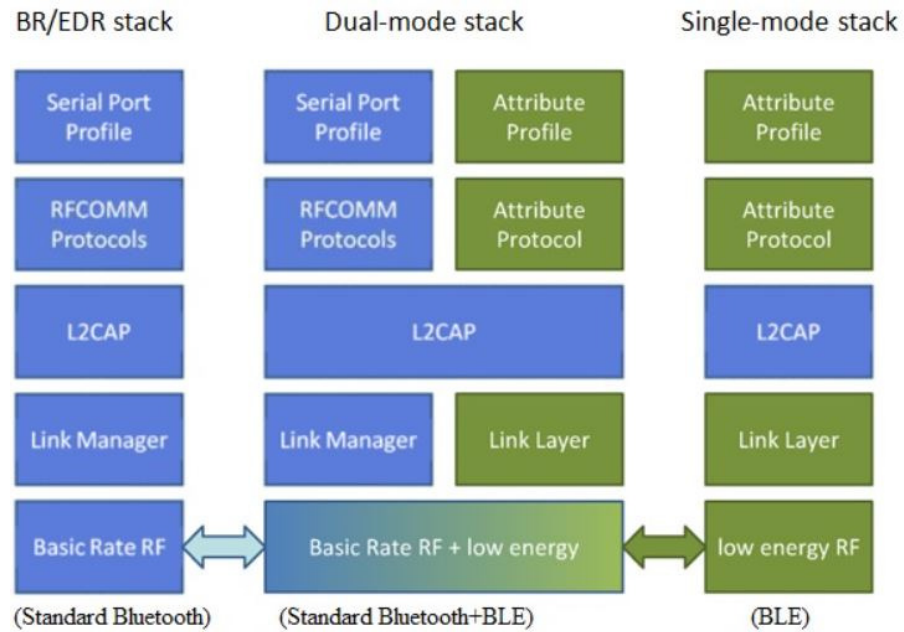 BR/EDR stack
Dual-mode stack
Single-mode stack
Serial Port
Profile
Serial Port
Profile
Attribute
Profile
Attribute
Profile
RFCOMM
Protocols
RFCOMM
Protocols
Attribute
Protocol
Attribute
Protocol
L2CAP
L2CAP
L2CAP
Link Manager
Link Manager
Link Layer
Link Layer
Basic Rate RF
Basic Rate RF + low energy
low energy RF
(Standard Bluetooth)
(Standard Bluetooth+BLE)
(BLE)